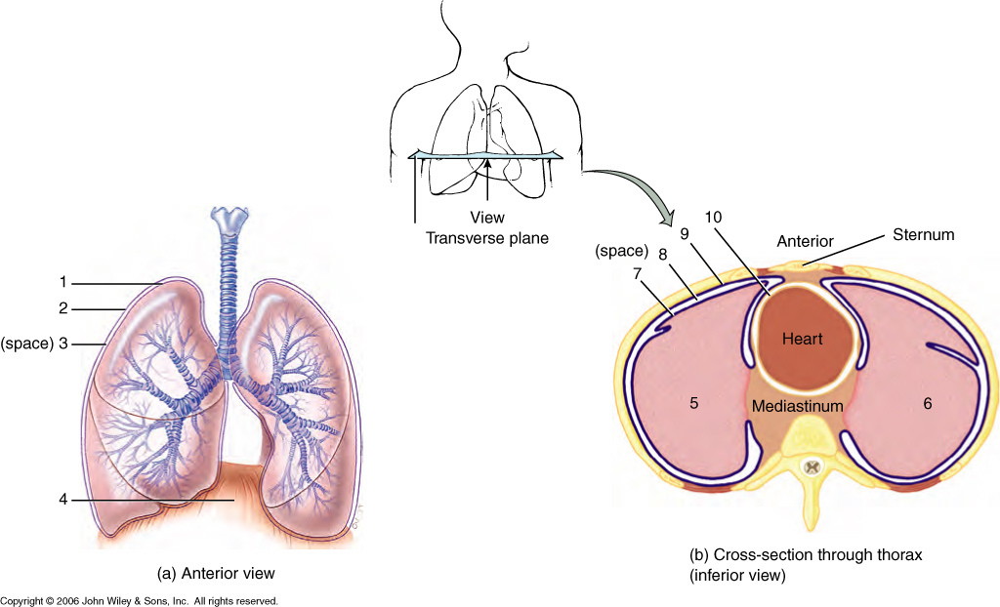 View
Transverse plane
10
9
(space) 8
7
Anterior
Sternum
1
2
(space) 3
4
Heart
5
Mediastinum
6
(a) Anterior view
(b) Cross-section through thorax
(inferior view)
Copyright © 2006 John Wiley & Sons, Inc.  All rights reserved.